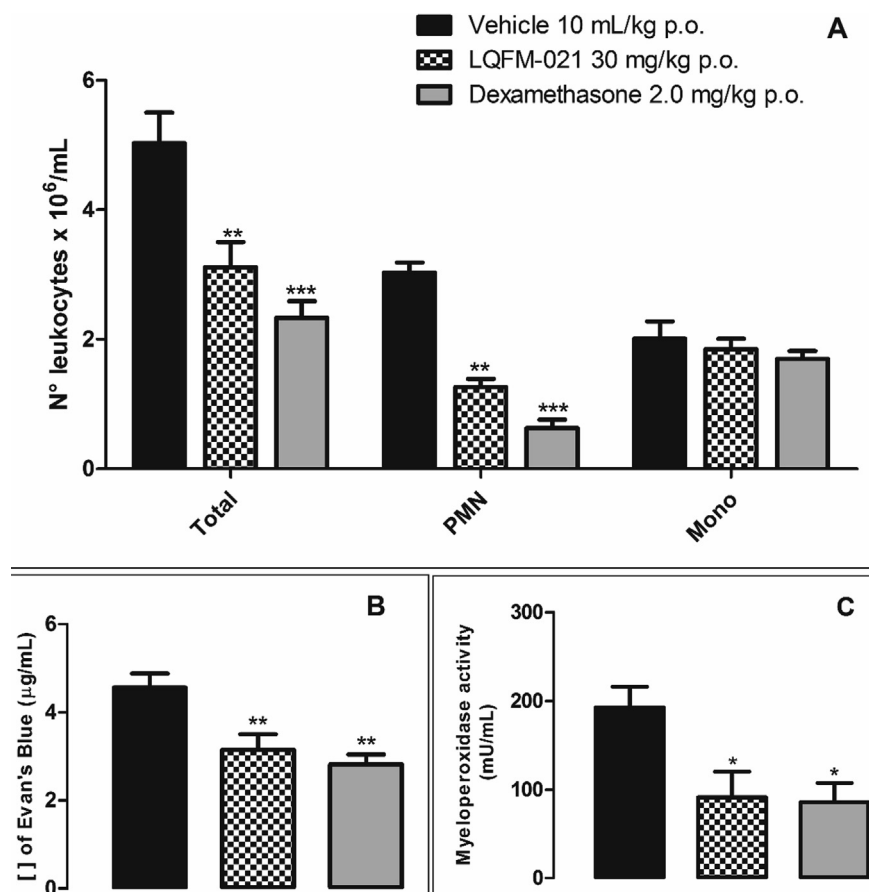 Vehicle 10 mL/kg p.o.
A
LQFM-021 30 mg/kg p.o.
Dexamethasone 2.0 mg/kg p.o.
N° leukocytes x 10⁶/mL
6
4
2
0
**
***
**
***
Total
PMN
Mono
B
[ ] of Evan's Blue (μg/mL)
6
4
2
0
**
**
C
Myeloperoxidase activity
(mU/mL)
300
200
100
0
*
*